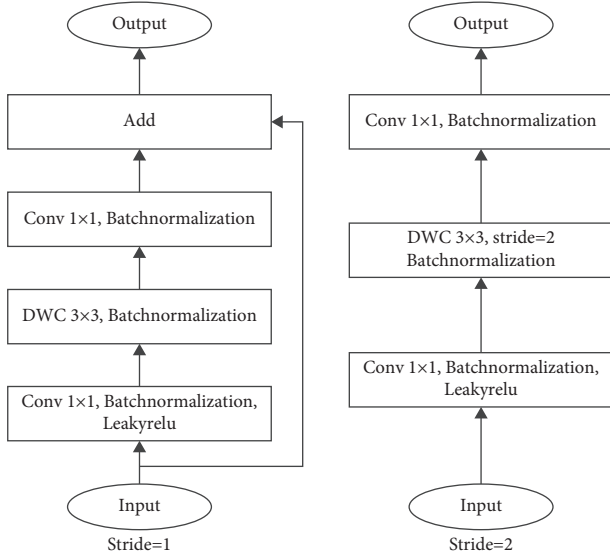 Output
Add
Conv 1×1, Batchnormalization
DWC 3×3, Batchnormalization
Conv 1×1, Batchnormalization,
Leakyrelu
Input
Stride=1
Output
Conv 1×1, Batchnormalization
DWC 3×3, stride=2
Batchnormalization
Conv 1×1, Batchnormalization,
Leakyrelu
Input
Stride=2